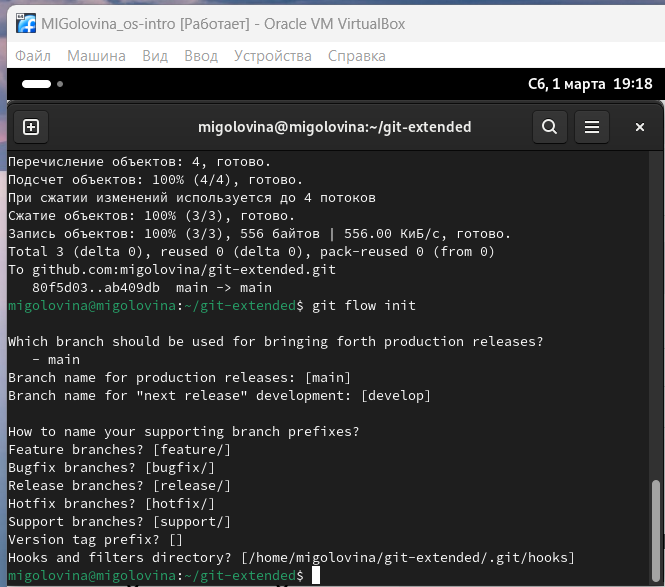 MIGolovina_os-intro [Работает] - Oracle VM VirtualBox
Файл Машина Вид Ввод Устройства Справка
Сб, 1 марта 19:18
migolovina@migolovina:~/git-extended
Перечисление объектов: 4, готово.
Подсчет объектов: 100% (4/4), готово.
При сжатии изменений используется до 4 потоков
Сжатие объектов: 100% (3/3), готово.
Запись объектов: 100% (3/3), 556 байтов | 556.00 КиБ/с, готово.
Total 3 (delta 0), reused 0 (delta 0), pack-reused 0 (from 0)
To github.com:migolovina/git-extended.git
   80f5d03..ab409db  main -> main
migolovina@migolovina:~/git-extended$ git flow init
Which branch should be used for bringing forth production releases?
   - main
Branch name for production releases: [main]
Branch name for "next release" development: [develop]
How to name your supporting branch prefixes?
Feature branches? [feature/]
Bugfix branches? [bugfix/]
Release branches? [release/]
Hotfix branches? [hotfix/]
Support branches? [support/]
Version tag prefix? []
Hooks and filters directory? [/home/migolovina/git-extended/.git/hooks]
migolovina@migolovina:~/git-extended$